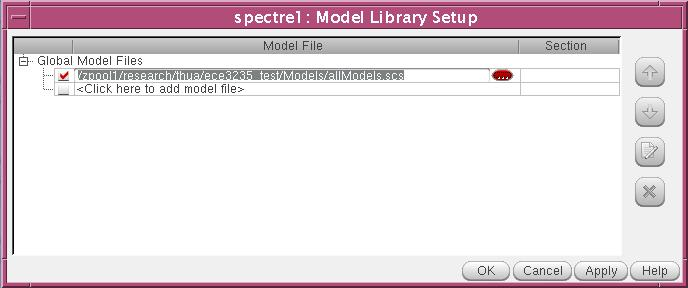 spectre1: Model Library Setup
Model File Section
Global Model Files
/zpool1/research/thua/ece3235_test/Models/allModels.scs
<Click here to add model file>
OK Cancel Apply Help